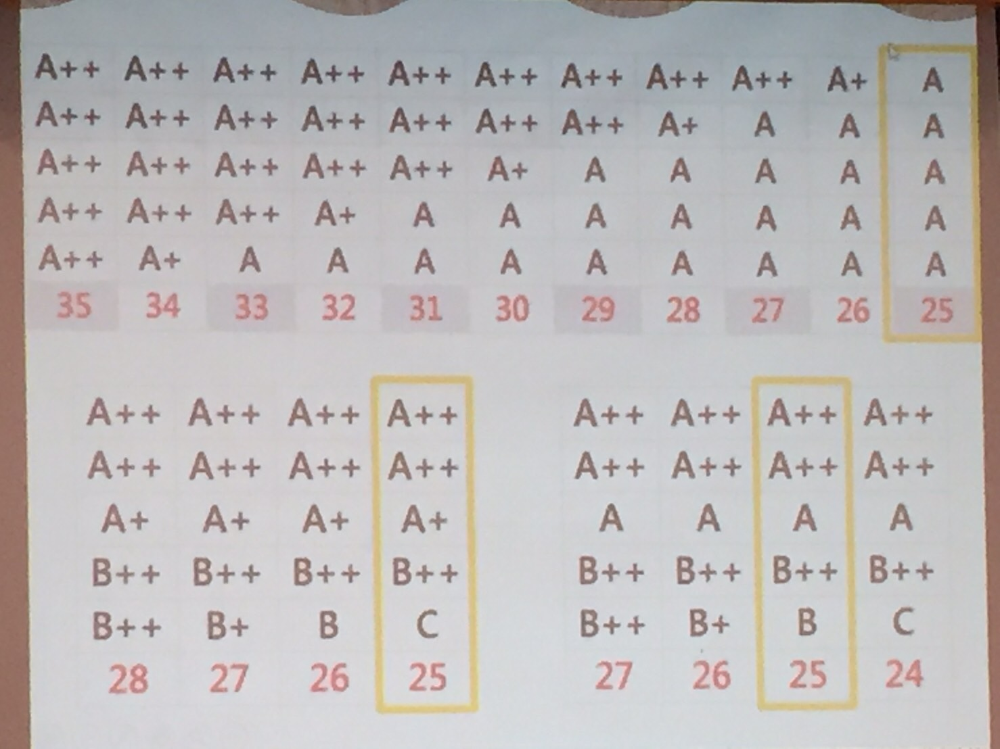 A++ A++ A++ A++ A++ A++ A++ A++ A++ A+ A
A++ A++ A++ A++ A++ A++ A++ A+ A A A
A++ A++ A++ A++ A++ A+ A A A A A
A++ A++ A++ A+ A A A A A A A
A++ A+ A A A A A A A A A
35 34 33 32 31 30 29 28 27 26 25
A++ A++ A++ A++
A++ A++ A++ A++
A+ A+ A+ A+
B++ B++ B++ B++
B++ B+ B C
28 27 26 25
A++ A++ A++ A++
A++ A++ A++ A++
A A A A
B++ B++ B++ B++
B++ B+ B C
27 26 25 24